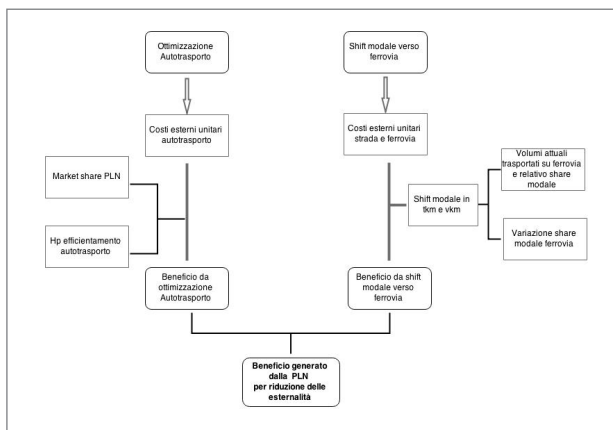 Ottimizzazione
Autotrasporto
Shift modale verso
ferrovia
Costi esterni unitari
autotrasporto
Costi esterni unitari
strada e ferrovia
Volumi attuali
trasportati su ferrovia
e relativo share
modale
Market share PLN
Shift modale in
tkm e vkm
Hp efficientamento
autotrasporto
Variazione share
modale ferrovia
Beneficio da
ottimizzazione
Autotrasporto
Beneficio da shift
modale verso
ferrovia
Beneficio generato
dalla PLN
per riduzione delle
esternalità